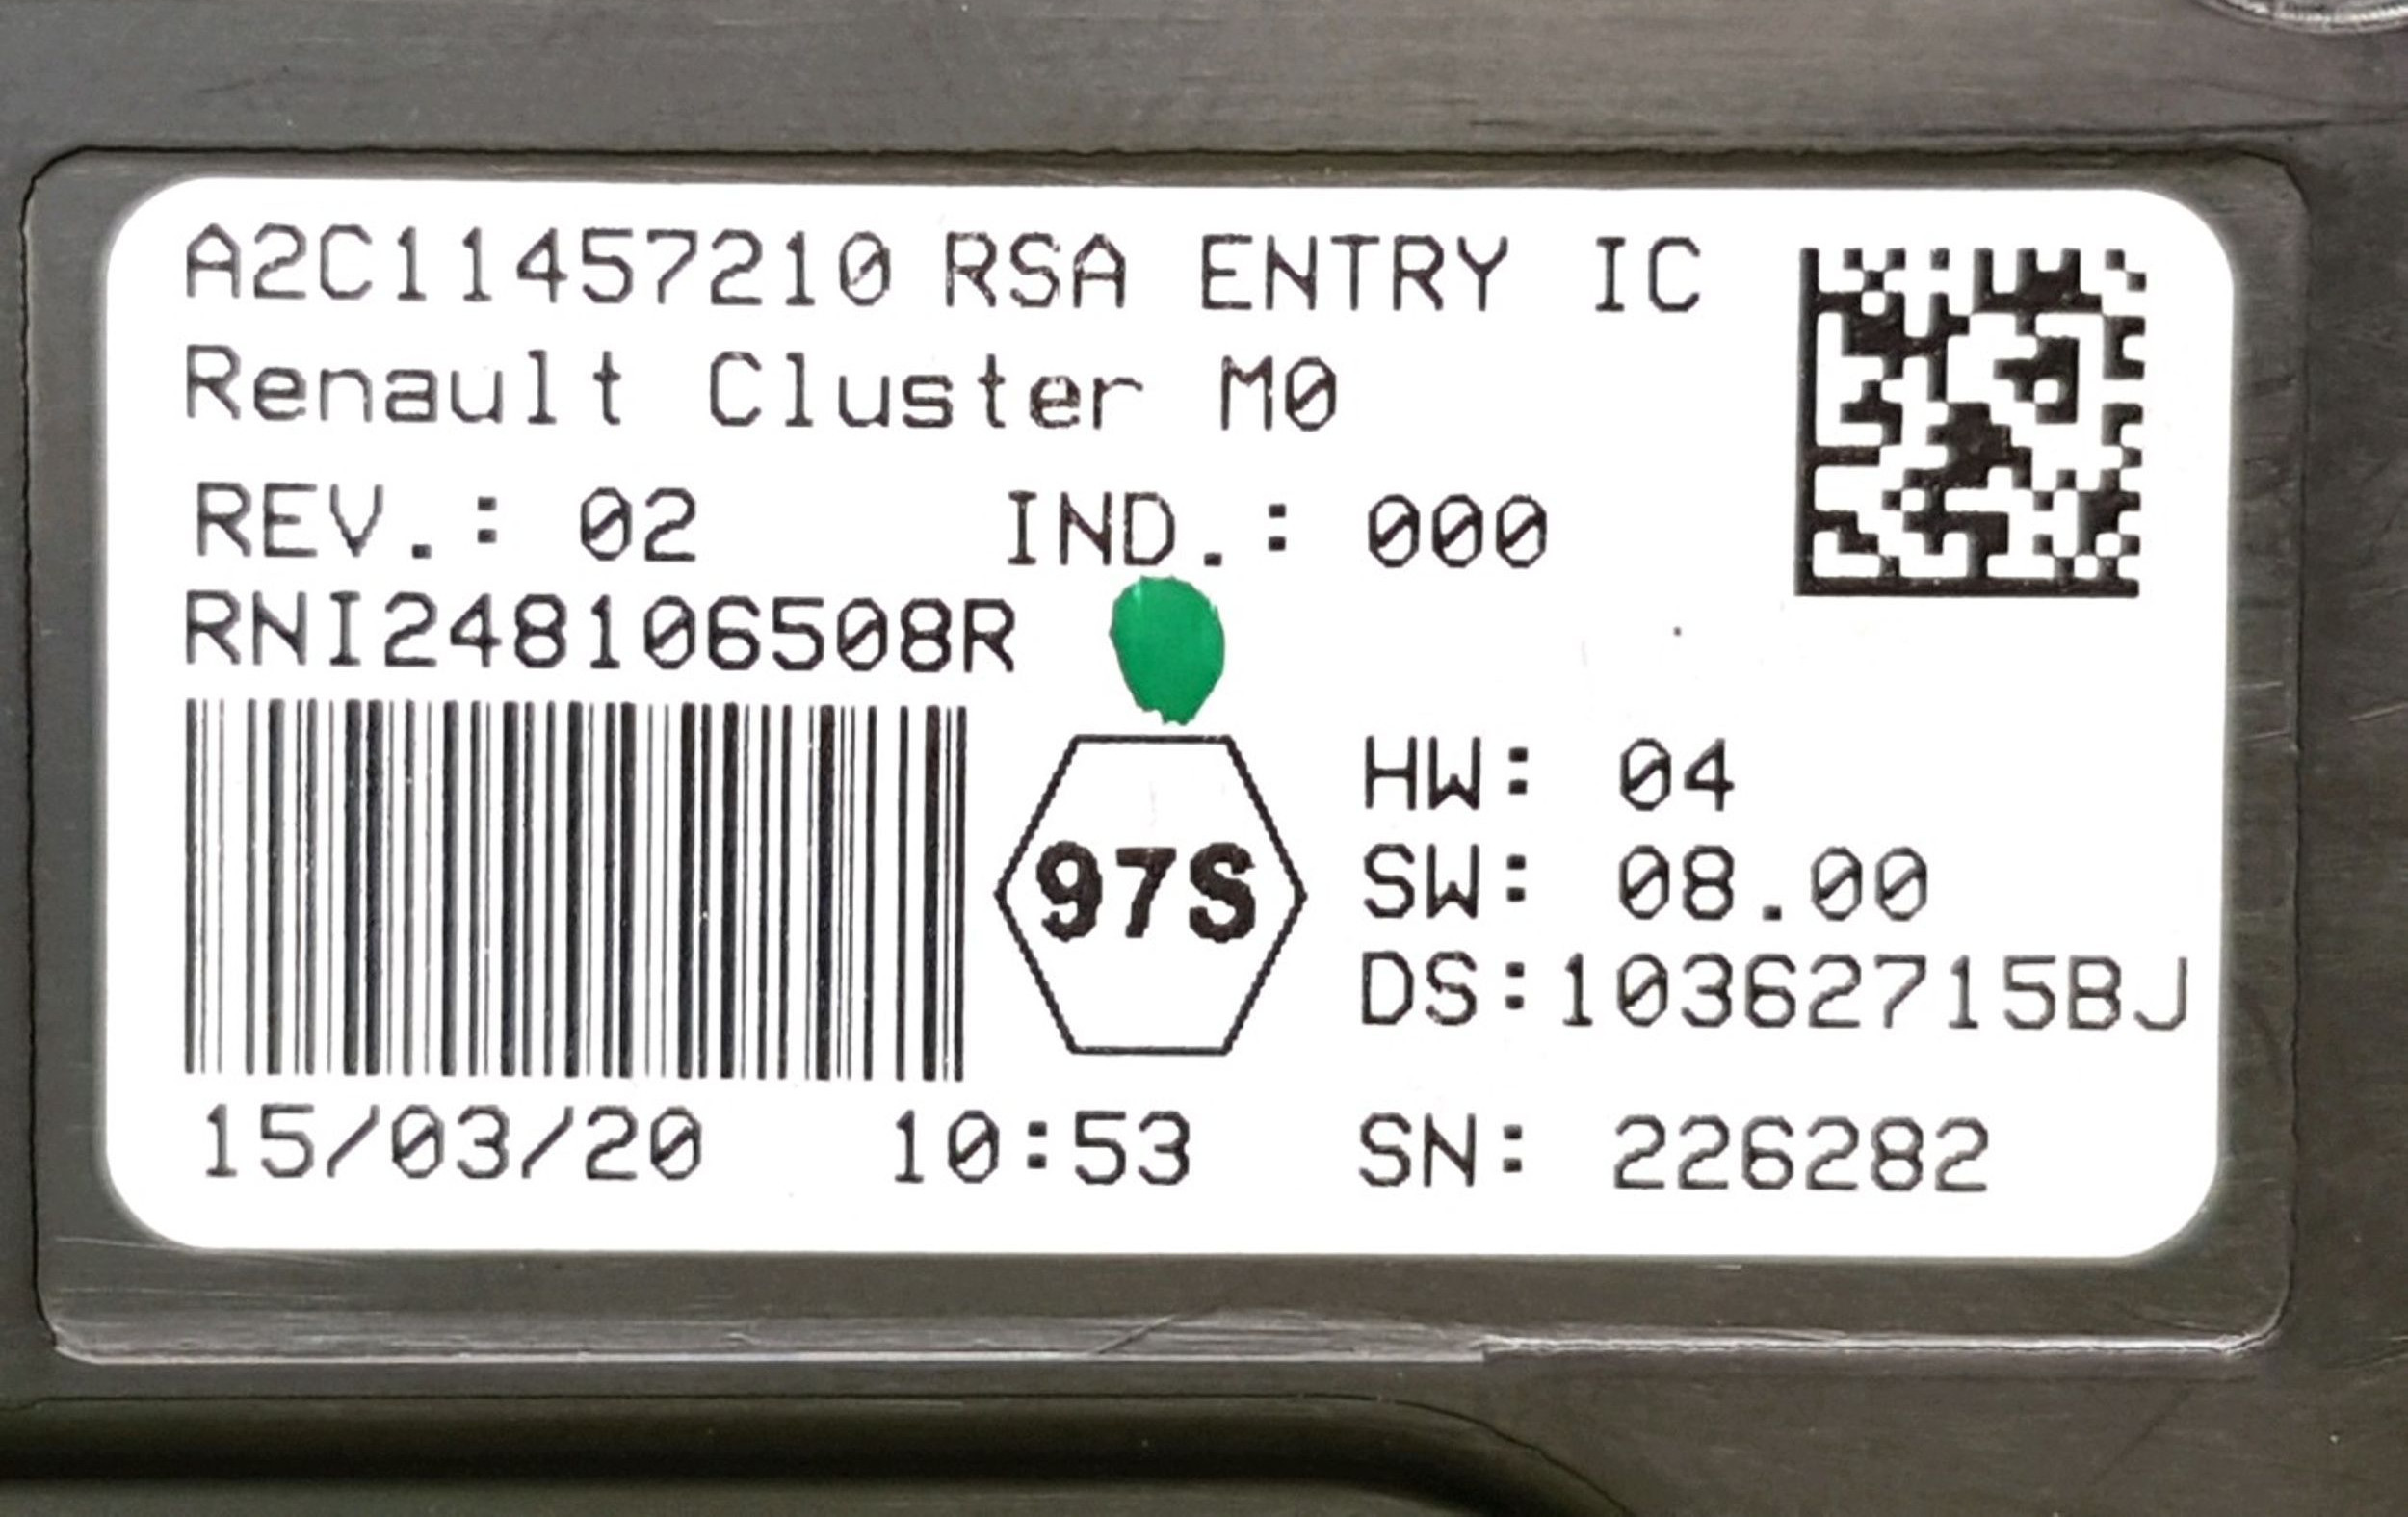 A2C11457210 RSA ENTRY IC
Renault Cluster M0
REV.: 02 IND.: 000
RNI248106508R
97S
HW: 04
SW: 08.00
DS:10362715BJ
15/03/20 10:53 SN: 226282